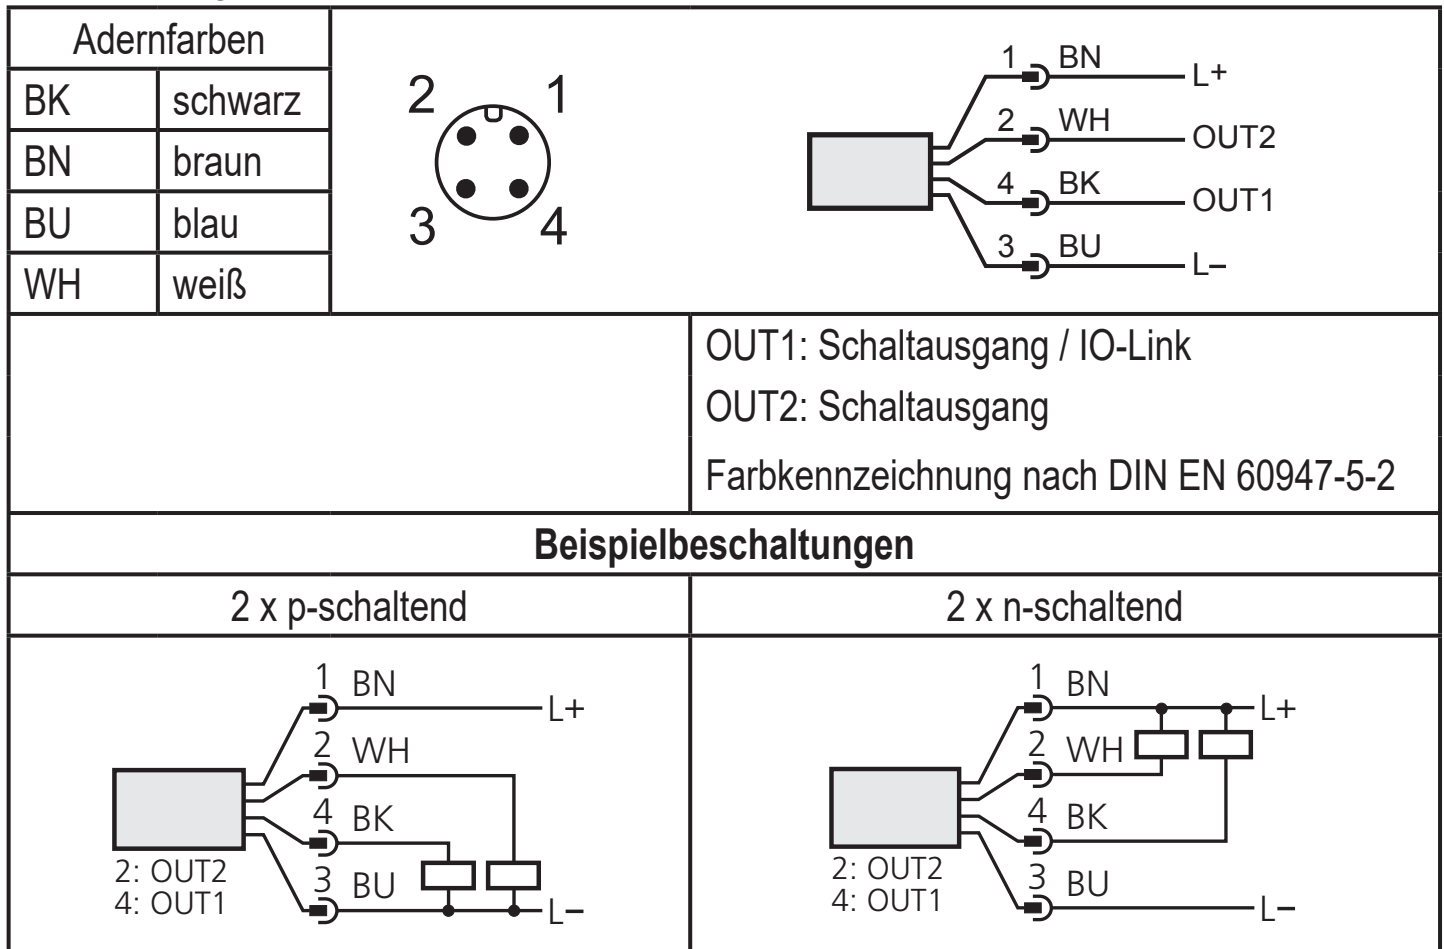 Adernfarben
BK schwarz
BN braun
BU blau
WH weiß
2 1
3 4
1 BN L+
2 WH OUT2
4 BK OUT1
3 BU L–
OUT1: Schaltausgang / IO-Link
OUT2: Schaltausgang
Farbkennzeichnung nach DIN EN 60947-5-2
Beispielbeschaltungen
2 x p-schaltend
2 x n-schaltend
1 BN L+
2 WH
4 BK
3 BU L–
2: OUT2
4: OUT1
1 BN L+
2 WH
4 BK
3 BU L–
2: OUT2
4: OUT1